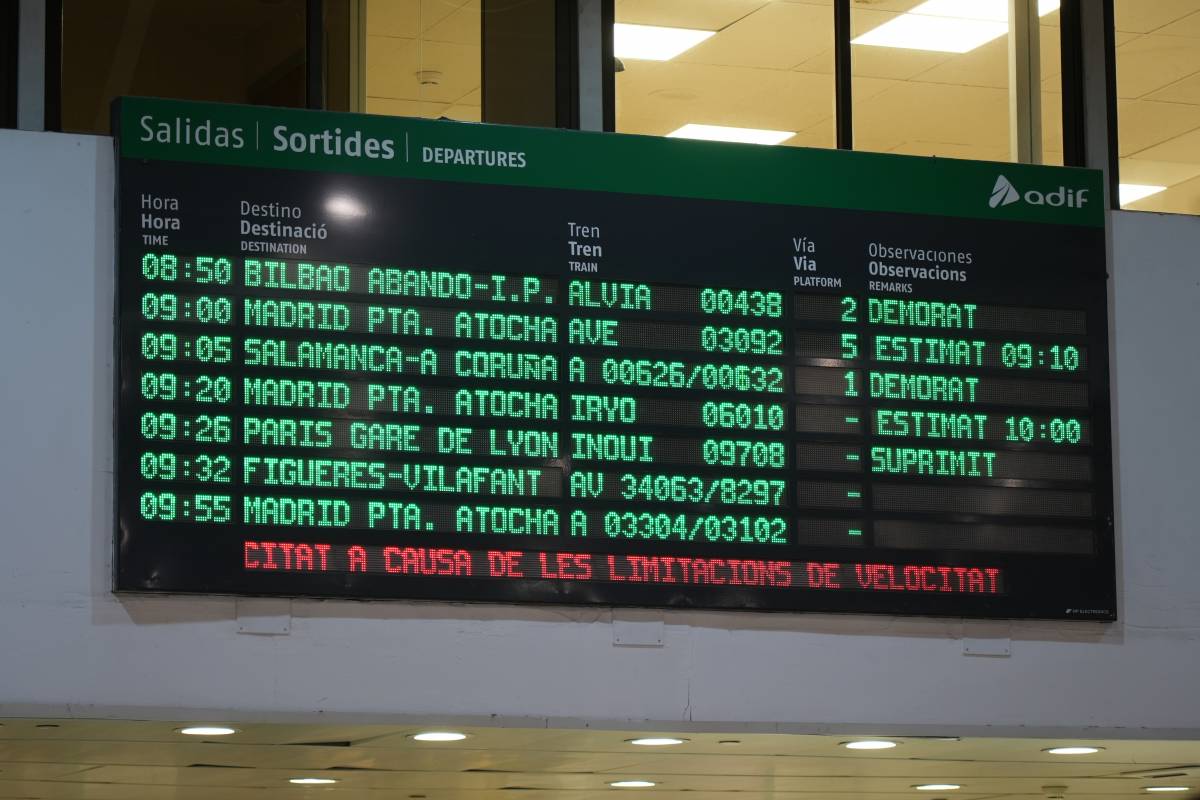 Salidas | Sortides | DEPARTURES
adif
Hora Destino Tren Vía Observaciones
Hora Destinació Tren Via Observacions
TIME DESTINATION TRAIN PLATFORM REMARKS
08:50 BILBAO ABANDO-I.P. ALVIA 00438 2 DEMORAT
09:00 MADRID PTA. ATOCHA AVE 03092 5 ESTIMAT 09:10
09:05 SALAMANCA-A CORUÑA A 00626/00632 1 DEMORAT
09:20 MADRID PTA. ATOCHA IRYO 06010 - ESTIMAT 10:00
09:26 PARIS GARE DE LYON INOUI 09708 - SUPRIMIT
09:32 FIGUERES-VILAFANT AV 34063/8297 -
09:55 MADRID PTA. ATOCHA A 03304/03102 -
CITAT A CAUSA DE LES LIMITACIONS DE VELOCITAT